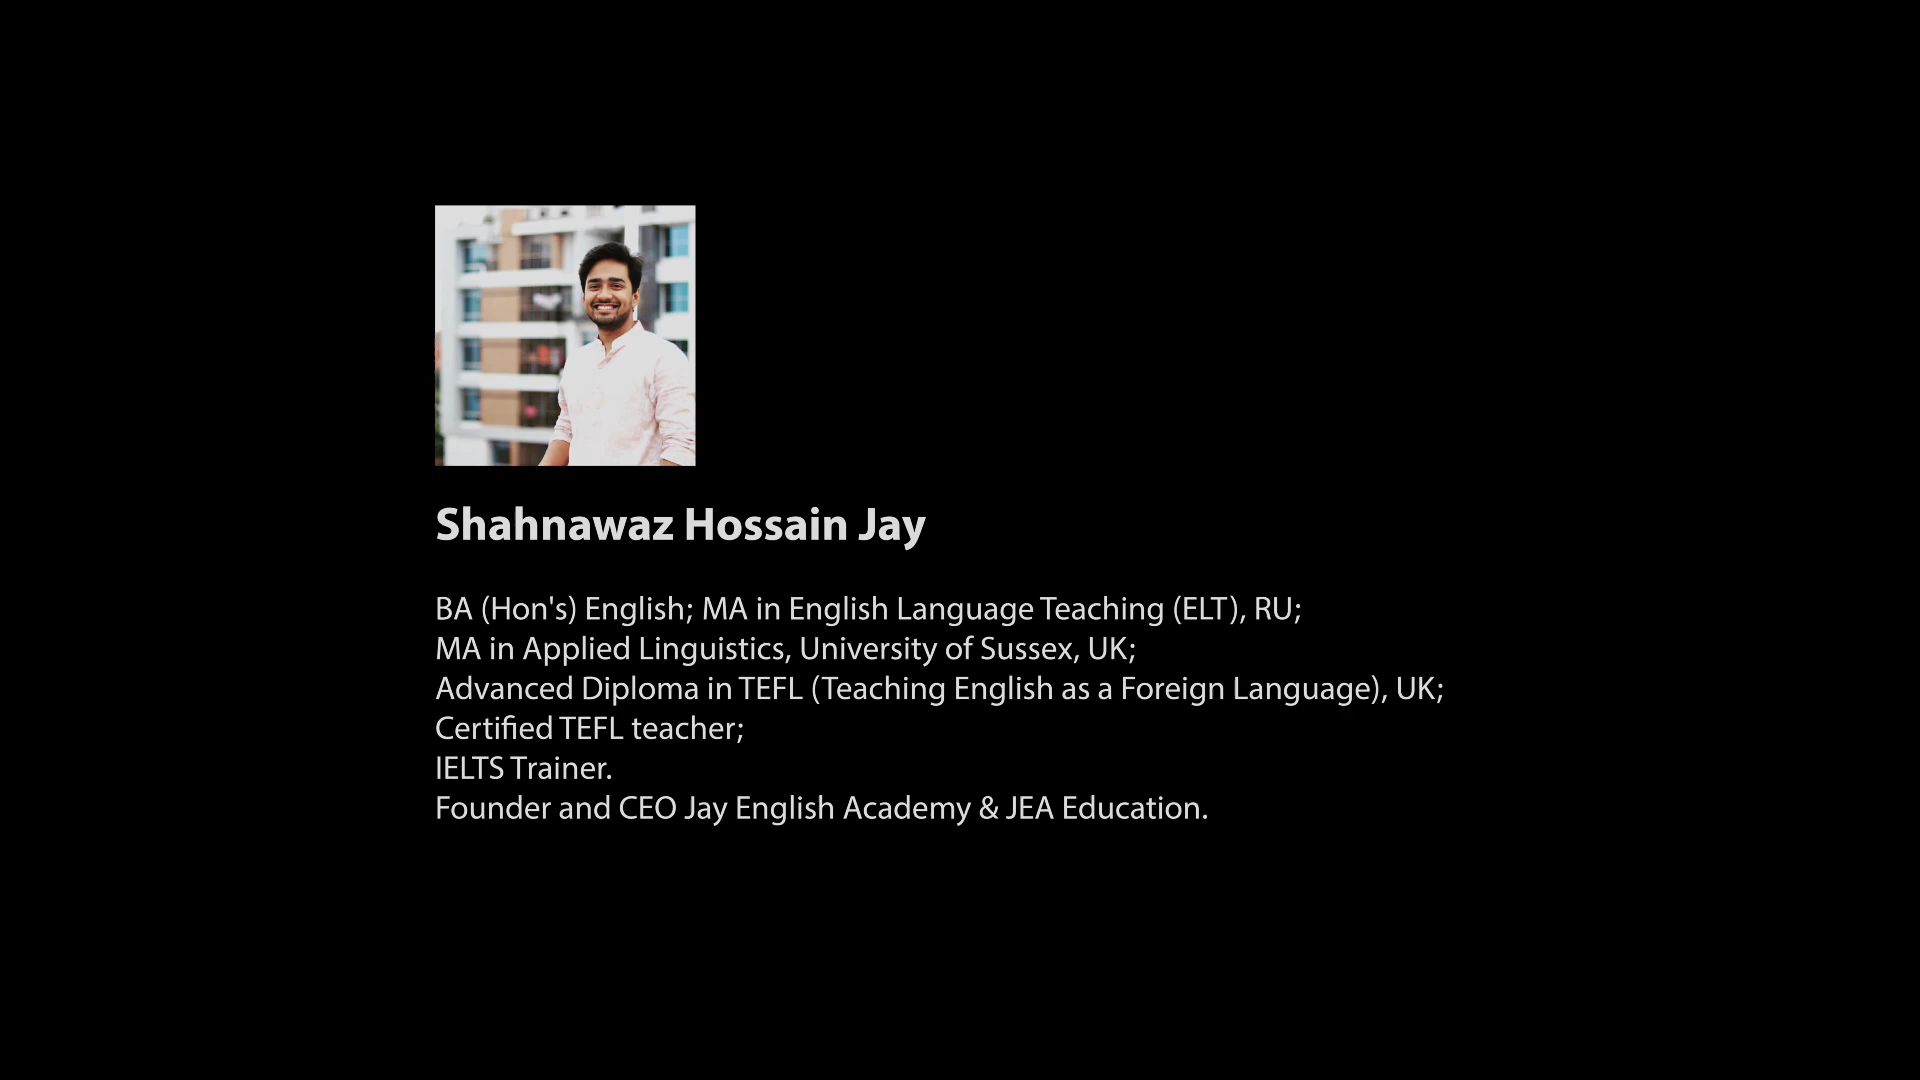 Shahnawaz Hossain Jay
BA (Hon's) English; MA in English Language Teaching (ELT), RU;
MA in Applied Linguistics, University of Sussex, UK;
Advanced Diploma in TEFL (Teaching English as a Foreign Language), UK;
Certified TEFL teacher;
IELTS Trainer.
Founder and CEO Jay English Academy & JEA Education.